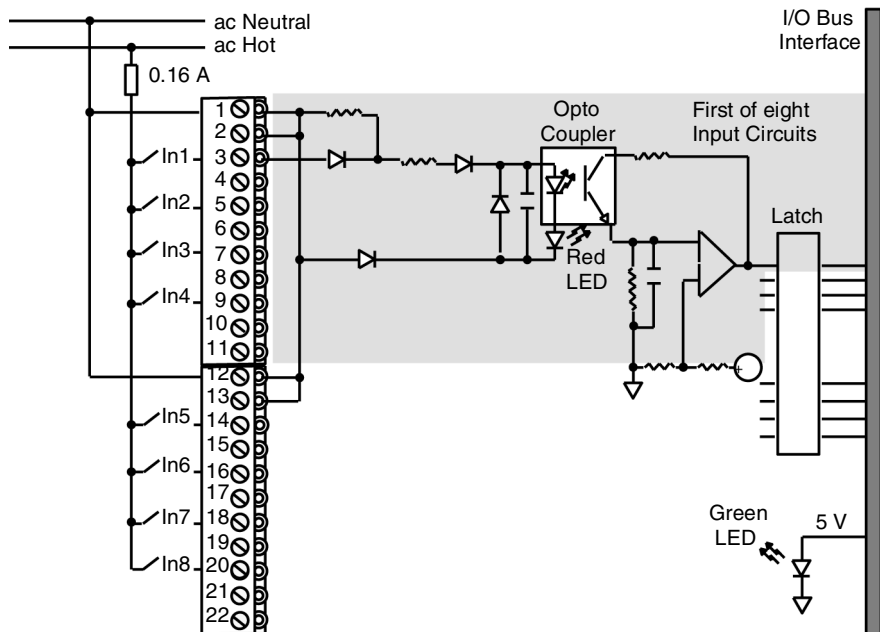 ac Neutral
ac Hot
0.16 A
I/O Bus
Interface
Opto
Coupler
First of eight
Input Circuits
1
2
In1
3
4
In2
5
6
In3
7
8
In4
9
10
11
12
13
In5
14
15
In6
16
17
In7
18
19
In8
20
21
22
Red
LED
Latch
+
Green
LED
5 V